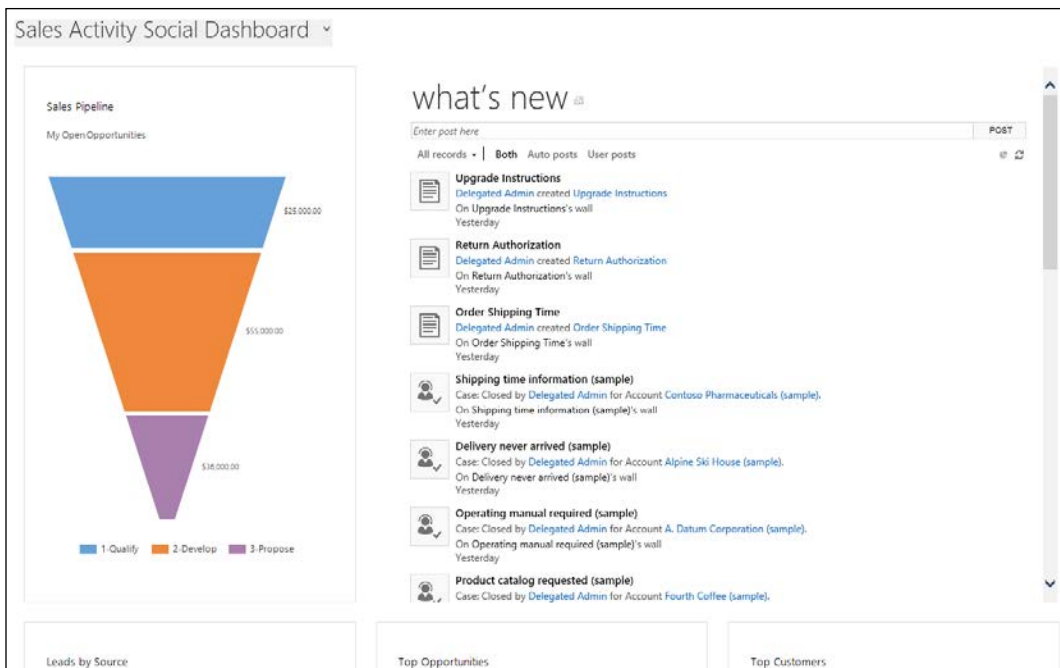 Sales Activity Social Dashboard
Sales Pipeline
My Open Opportunities
$25,000.00
$55,000.00
$36,000.00
1-Qualify 2-Develop 3-Propose
what's new
Enter post here POST
All records Both Auto posts User posts
Upgrade Instructions
Delegated Admin created Upgrade Instructions
On Upgrade Instructions's wall
Yesterday
Return Authorization
Delegated Admin created Return Authorization
On Return Authorization's wall
Yesterday
Order Shipping Time
Delegated Admin created Order Shipping Time
On Order Shipping Time's wall
Yesterday
Shipping time information (sample)
Case: Closed by Delegated Admin for Account Contoso Pharmaceuticals (sample).
On Shipping time information (sample)'s wall
Yesterday
Delivery never arrived (sample)
Case: Closed by Delegated Admin for Account Alpine Ski House (sample).
On Delivery never arrived (sample)'s wall
Yesterday
Operating manual required (sample)
Case: Closed by Delegated Admin for Account A. Datum Corporation (sample).
On Operating manual required (sample)'s wall
Yesterday
Product catalog requested (sample)
Case: Closed by Delegated Admin for Account Fourth Coffee (sample).
Leads by Source
Top Opportunities
Top Customers